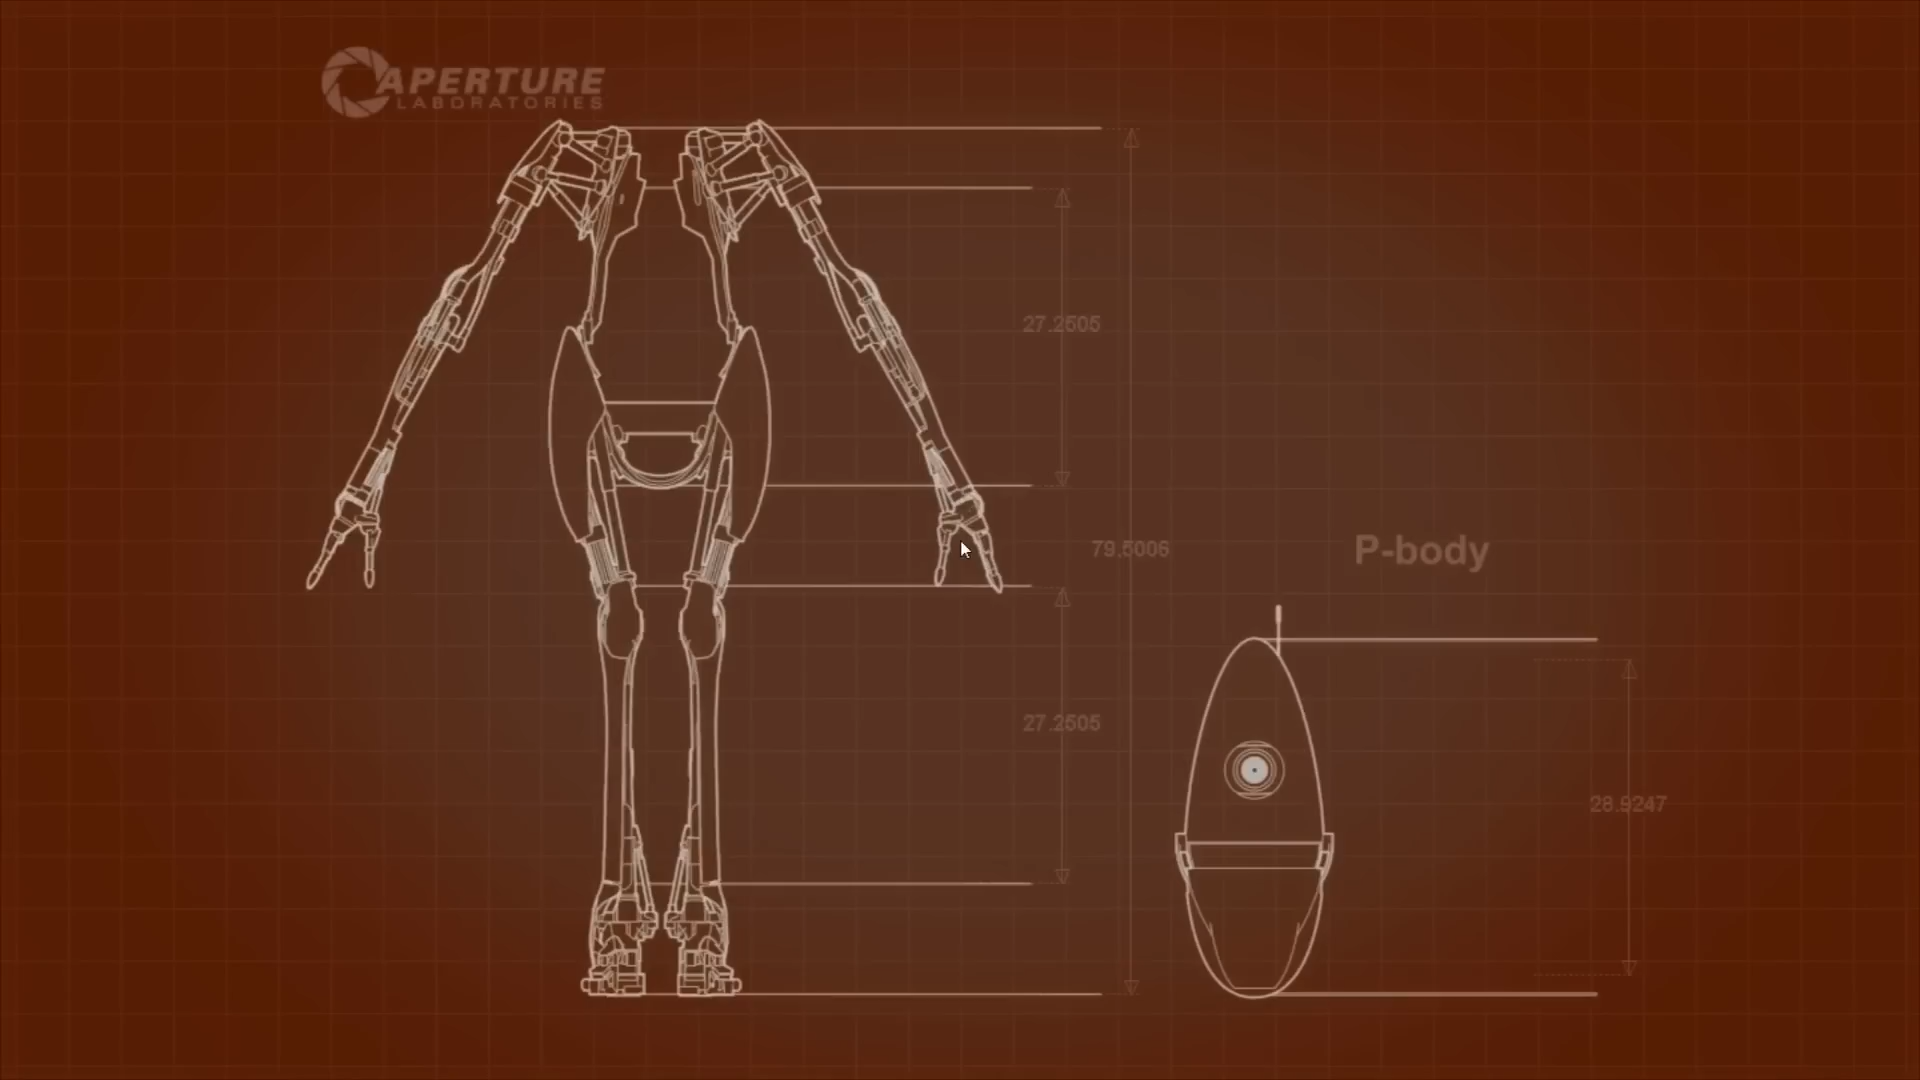 APERTURE
LABORATORIES
27.2505
79.5006
P-body
27.2505
28.9247